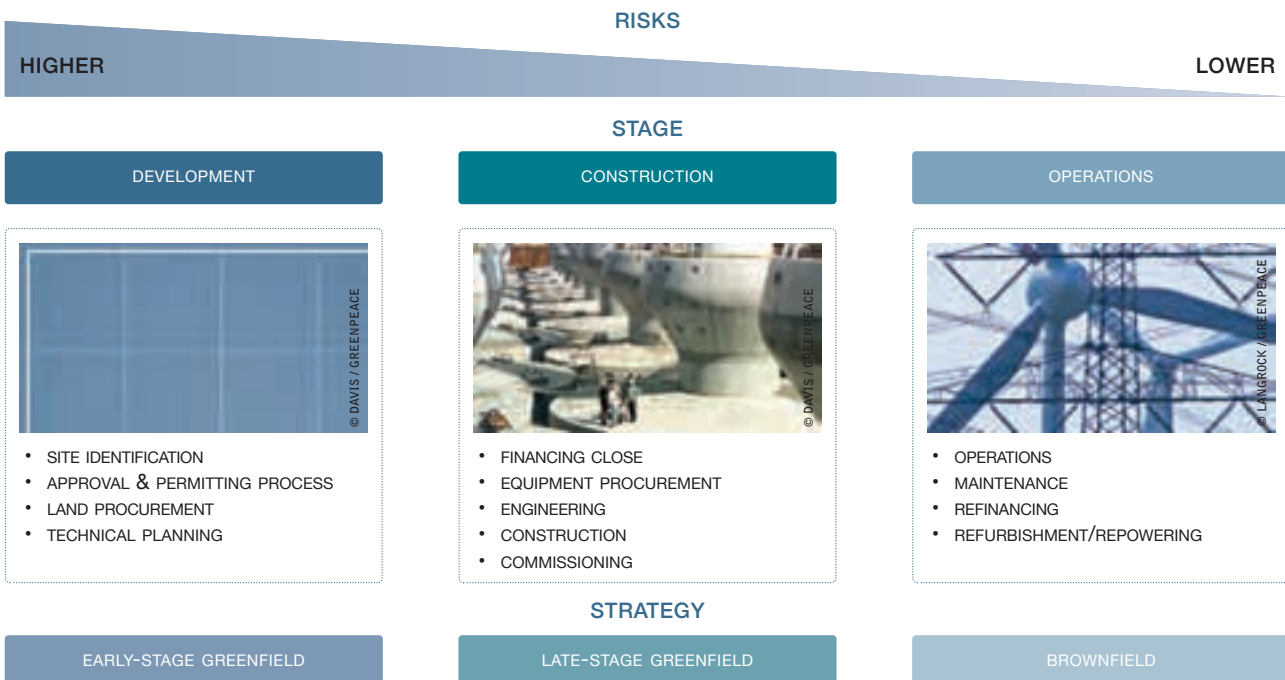 RISKS
HIGHER
LOWER
STAGE
DEVELOPMENT
CONSTRUCTION
OPERATIONS
© DAVIS / GREENPEACE
© DAVIS / GREENPEACE
© LANGROCK / GREENPEACE
• SITE IDENTIFICATION
• APPROVAL & PERMITTING PROCESS
• LAND PROCUREMENT
• TECHNICAL PLANNING
• FINANCING CLOSE
• EQUIPMENT PROCUREMENT
• ENGINEERING
• CONSTRUCTION
• COMMISSIONING
• OPERATIONS
• MAINTENANCE
• REFINANCING
• REFURBISHMENT/REPOWERING
STRATEGY
EARLY-STAGE GREENFIELD
LATE-STAGE GREENFIELD
BROWNFIELD